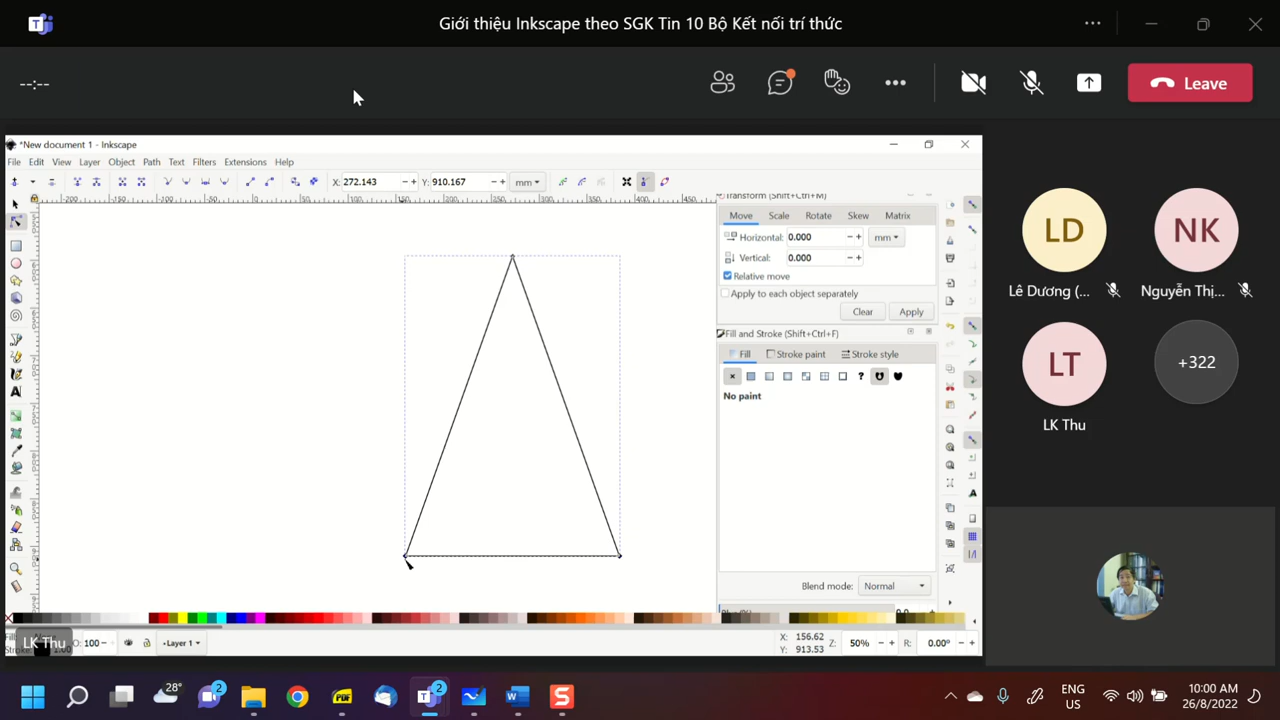 Giới thiệu Inkscape theo SGK Tin 10 Bộ Kết nối trí thức
--:--
Leave
*New document 1 - Inkscape
File Edit View Layer Object Path Text Filters Extensions Help
X: 272.143 Y: 910.167 mm
Transform (Shift+Ctrl+M)
Move Scale Rotate Skew Matrix
Horizontal: 0.000 mm
Vertical: 0.000
Relative move
Apply to each object separately
Clear Apply
Fill and Stroke (Shift+Ctrl+F)
Fill Stroke paint Stroke style
No paint
Blend mode: Normal
LK Thu
O: 100
Layer 1
X: 156.62
Y: 913.53
Z: 50%
R: 0.00°
LD
NK
Lê Dương (...
Nguyễn Thị...
LT
+322
LK Thu
28°
2
PDF
2
ENG
US
10:00 AM
26/8/2022